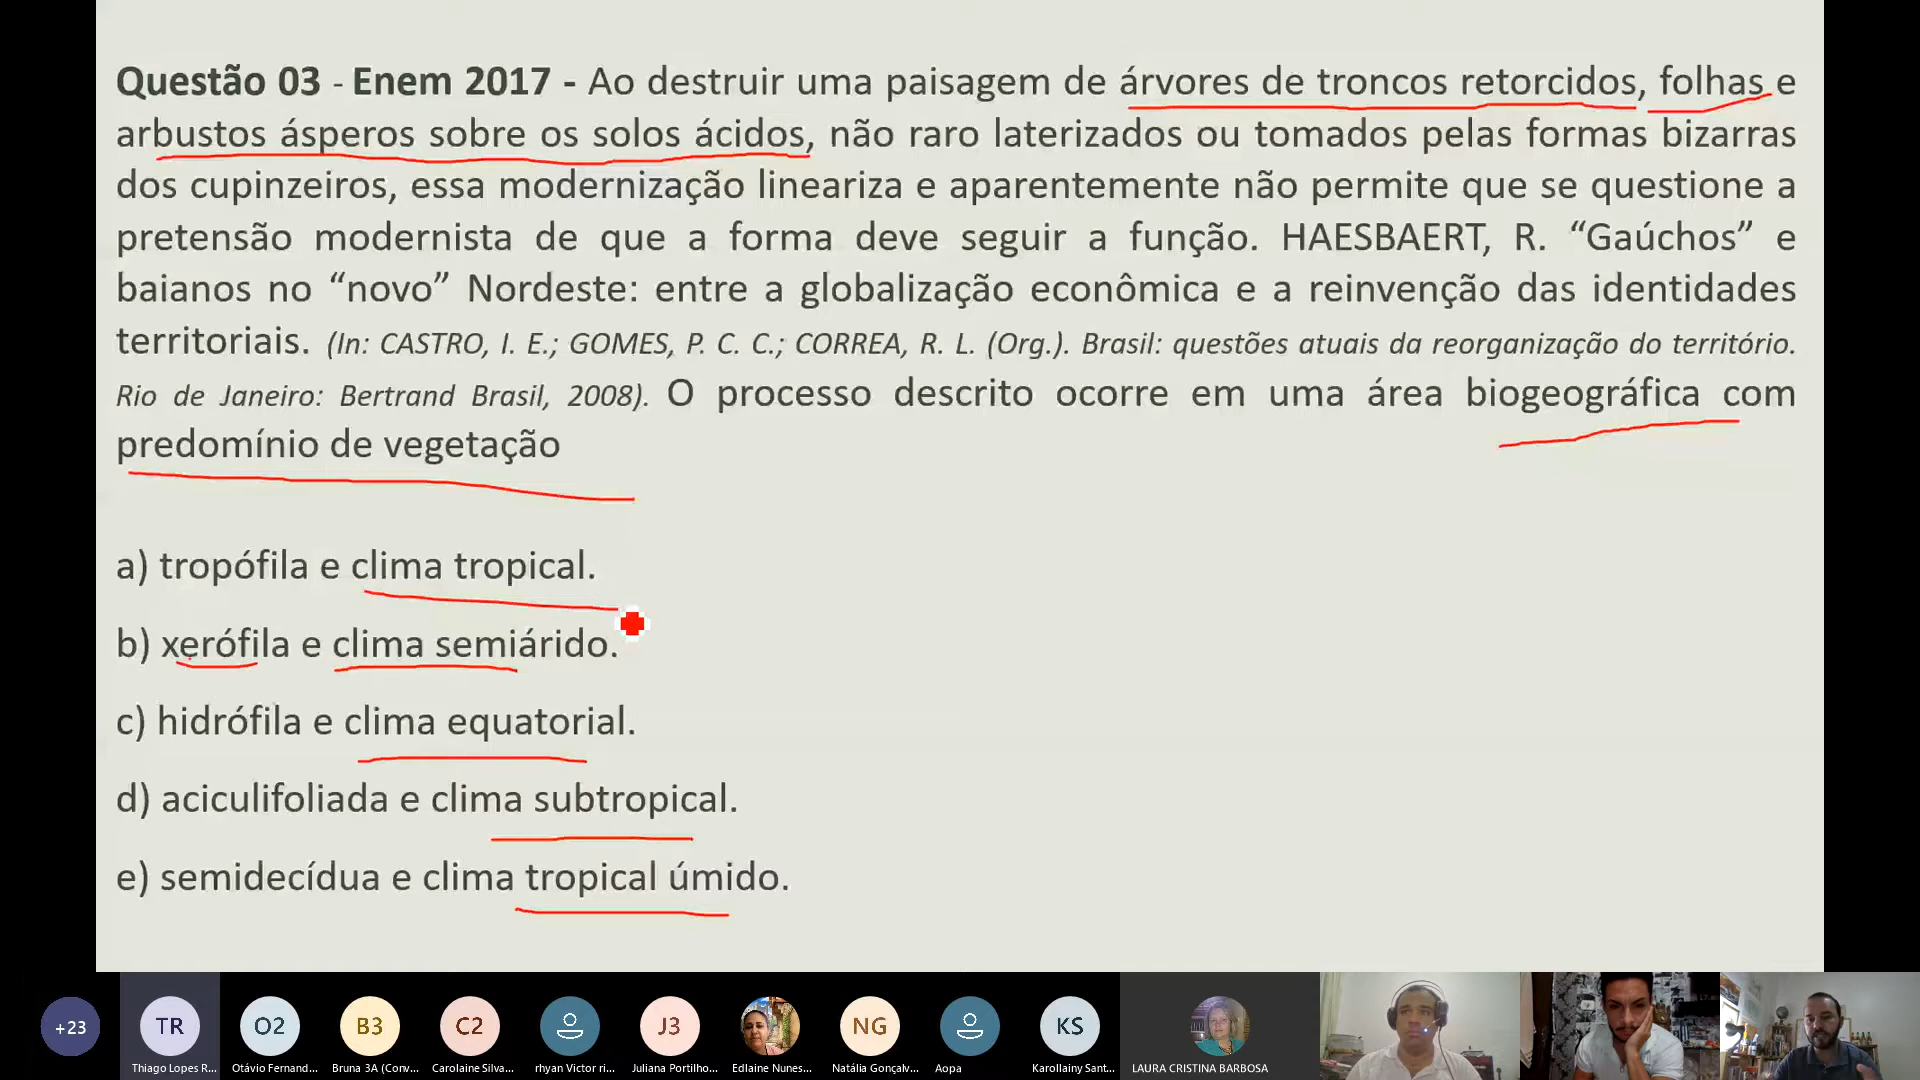 Questão 03 - Enem 2017 - Ao destruir uma paisagem de árvores de troncos retorcidos, folhas e
arbustos ásperos sobre os solos ácidos, não raro laterizados ou tomados pelas formas bizarras
dos cupinzeiros, essa modernização lineariza e aparentemente não permite que se questione a
pretensão modernista de que a forma deve seguir a função. HAESBAERT, R. “Gaúchos” e
baianos no “novo” Nordeste: entre a globalização econômica e a reinvenção das identidades
territoriais. (In: CASTRO, I. E.; GOMES, P. C. C.; CORREA, R. L. (Org.). Brasil: questões atuais da reorganização do território.
Rio de Janeiro: Bertrand Brasil, 2008). O processo descrito ocorre em uma área biogeográfica com
predomínio de vegetação
a) tropófila e clima tropical.
b) xerófila e clima semiárido.
c) hidrófila e clima equatorial.
d) aciculifoliada e clima subtropical.
e) semidecídua e clima tropical úmido.
+23 TR O2 B3 C2 J3 NG KS
Thiago Lopes R... Otávio Fernand... Bruna 3A (Conv... Carolaine Silva... rhyan Victor ri... Juliana Portilho... Edlaine Nunes... Natália Gonçalv... Aopa Karollainy Sant... LAURA CRISTINA BARBOSA